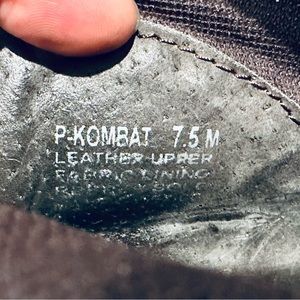 P-KOMBAT 7.5 M
LEATHER UPPER
FABRIC LINING